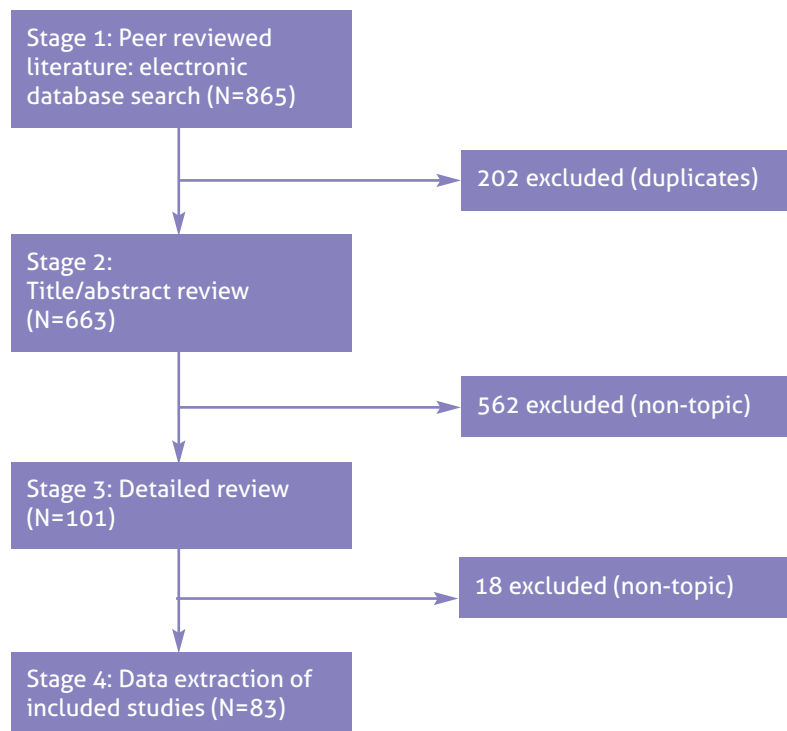 Stage 1: Peer reviewed
literature: electronic
database search (N=865)
202 excluded (duplicates)
Stage 2:
Title/abstract review
(N=663)
562 excluded (non-topic)
Stage 3: Detailed review
(N=101)
18 excluded (non-topic)
Stage 4: Data extraction of
included studies (N=83)